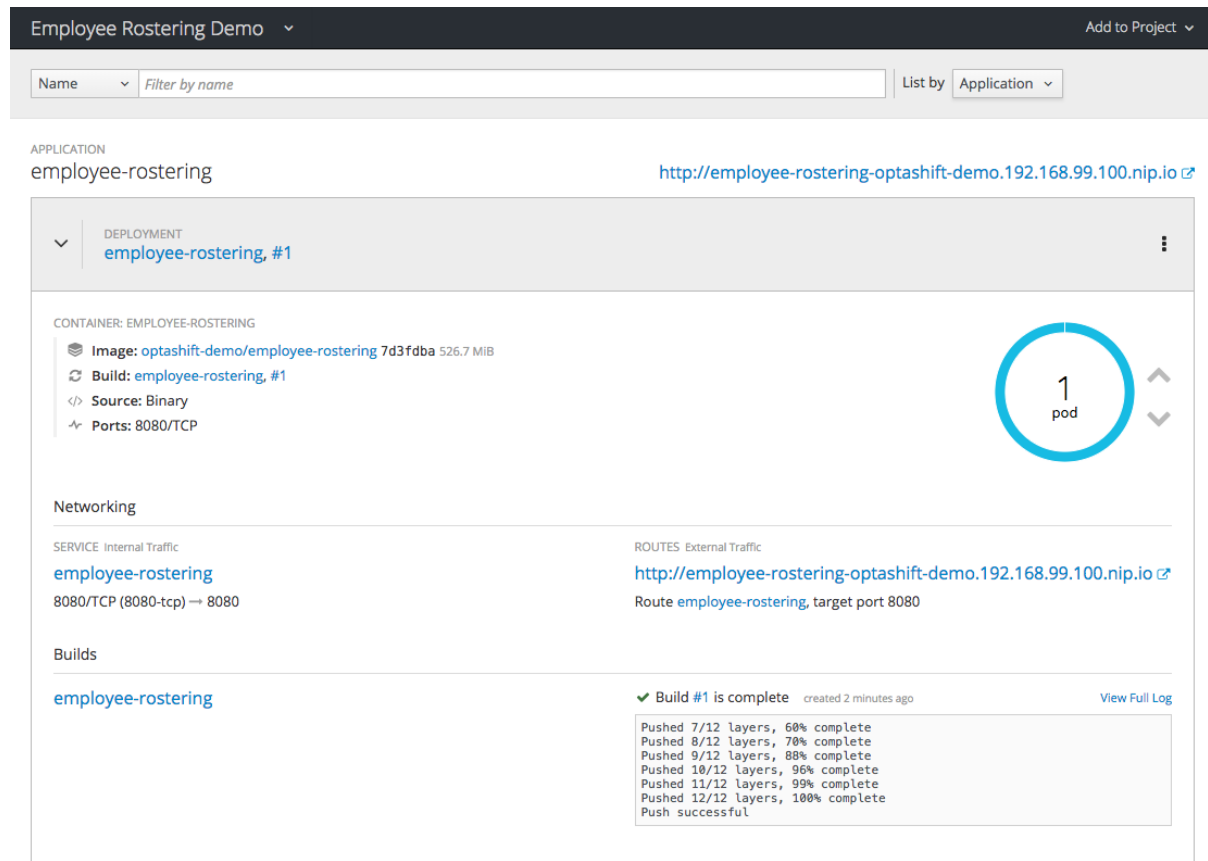 Employee Rostering Demo
Add to Project
Name
Filter by name
List by
Application
APPLICATION
employee-rostering
http://employee-rostering-optashift-demo.192.168.99.100.nip.io
DEPLOYMENT
employee-rostering, #1
CONTAINER: EMPLOYEE-ROSTERING
Image: optashift-demo/employee-rostering 7d3fdba 526.7 MiB
Build: employee-rostering, #1
Source: Binary
Ports: 8080/TCP
1
pod
Networking
SERVICE Internal Traffic
employee-rostering
8080/TCP (8080-tcp) → 8080
ROUTES External Traffic
http://employee-rostering-optashift-demo.192.168.99.100.nip.io
Route employee-rostering, target port 8080
Builds
employee-rostering
Build #1 is complete created 2 minutes ago
View Full Log
Pushed 7/12 layers, 60% complete
Pushed 8/12 layers, 70% complete
Pushed 9/12 layers, 88% complete
Pushed 10/12 layers, 96% complete
Pushed 11/12 layers, 99% complete
Pushed 12/12 layers, 100% complete
Push successful